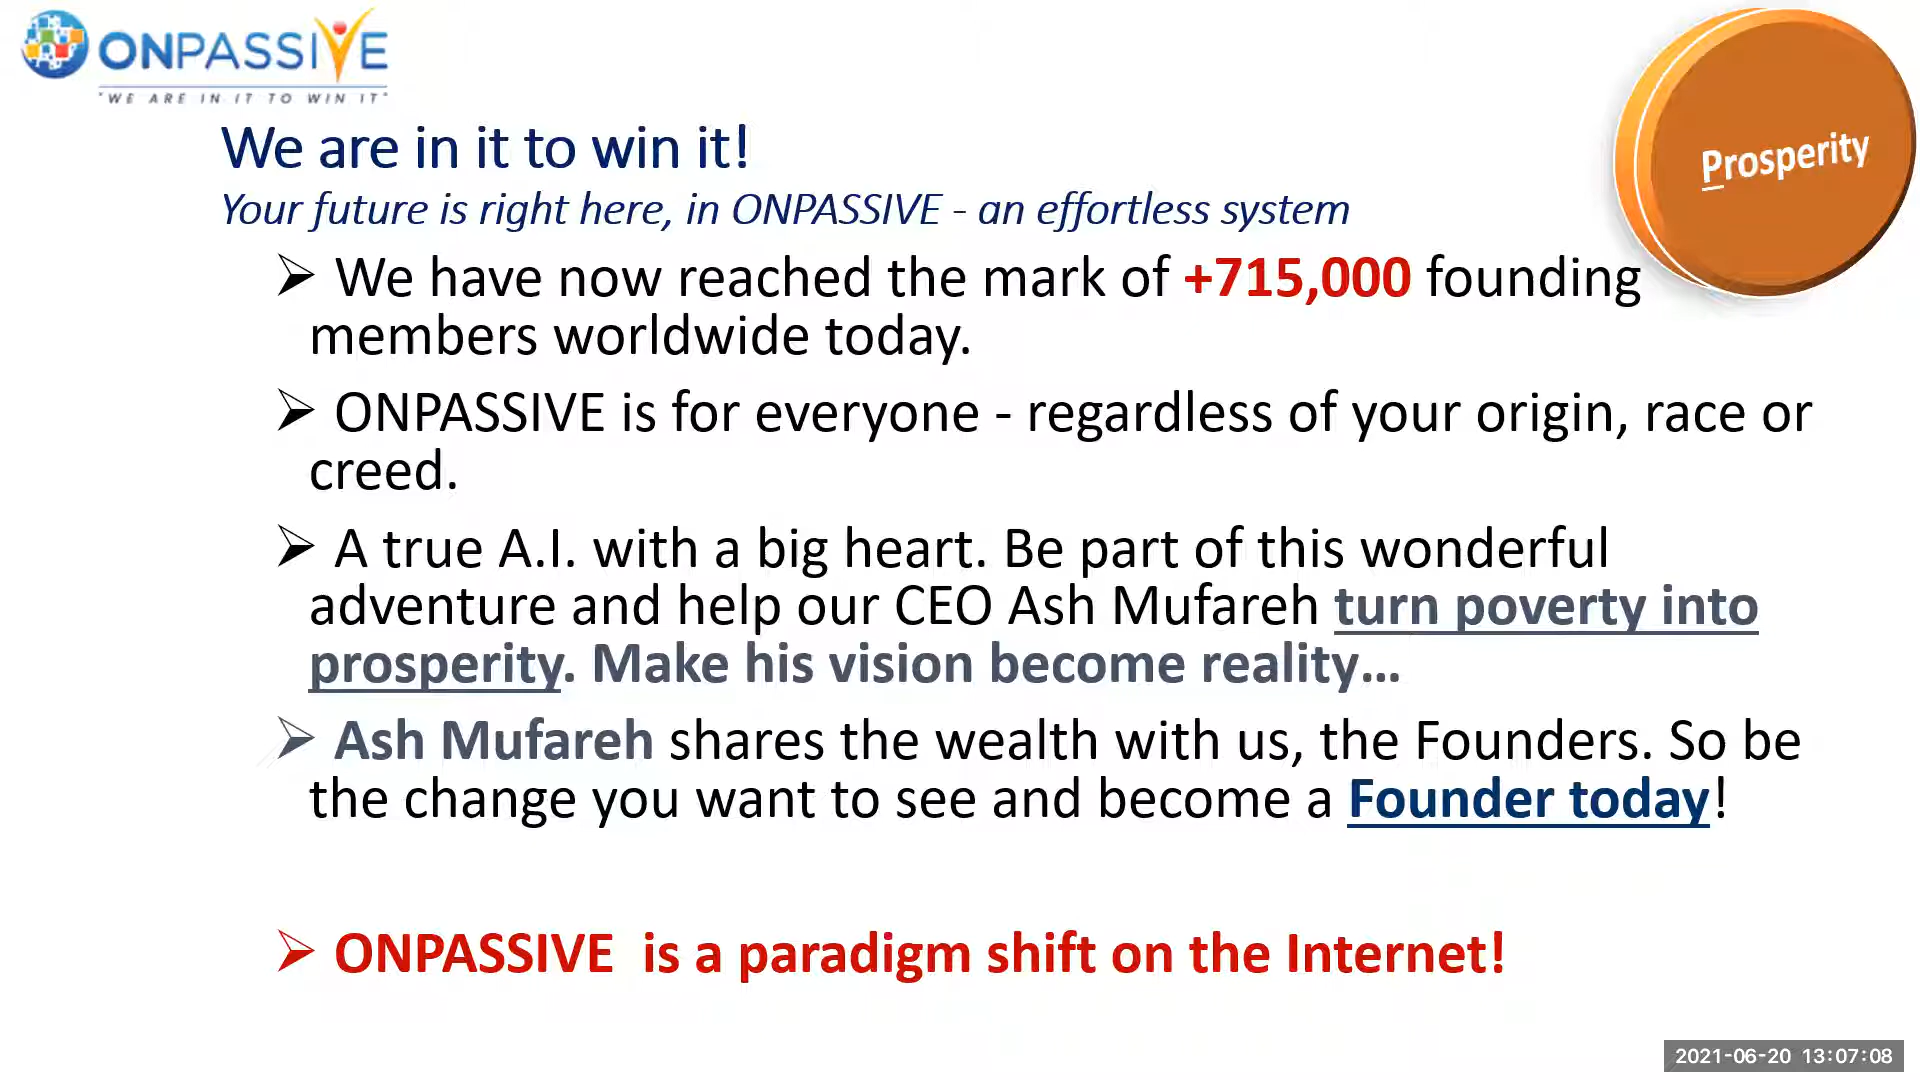 ONPASSIVE
"WE ARE IN IT TO WIN IT"
Prosperity
We are in it to win it!
Your future is right here, in ONPASSIVE - an effortless system
➢ We have now reached the mark of +715,000 founding
members worldwide today.
➢ ONPASSIVE is for everyone - regardless of your origin, race or
creed.
➢ A true A.I. with a big heart. Be part of this wonderful
adventure and help our CEO Ash Mufareh turn poverty into
prosperity. Make his vision become reality…
➢ Ash Mufareh shares the wealth with us, the Founders. So be
the change you want to see and become a Founder today!
➢ ONPASSIVE is a paradigm shift on the Internet!
2021-06-20 13:07:08